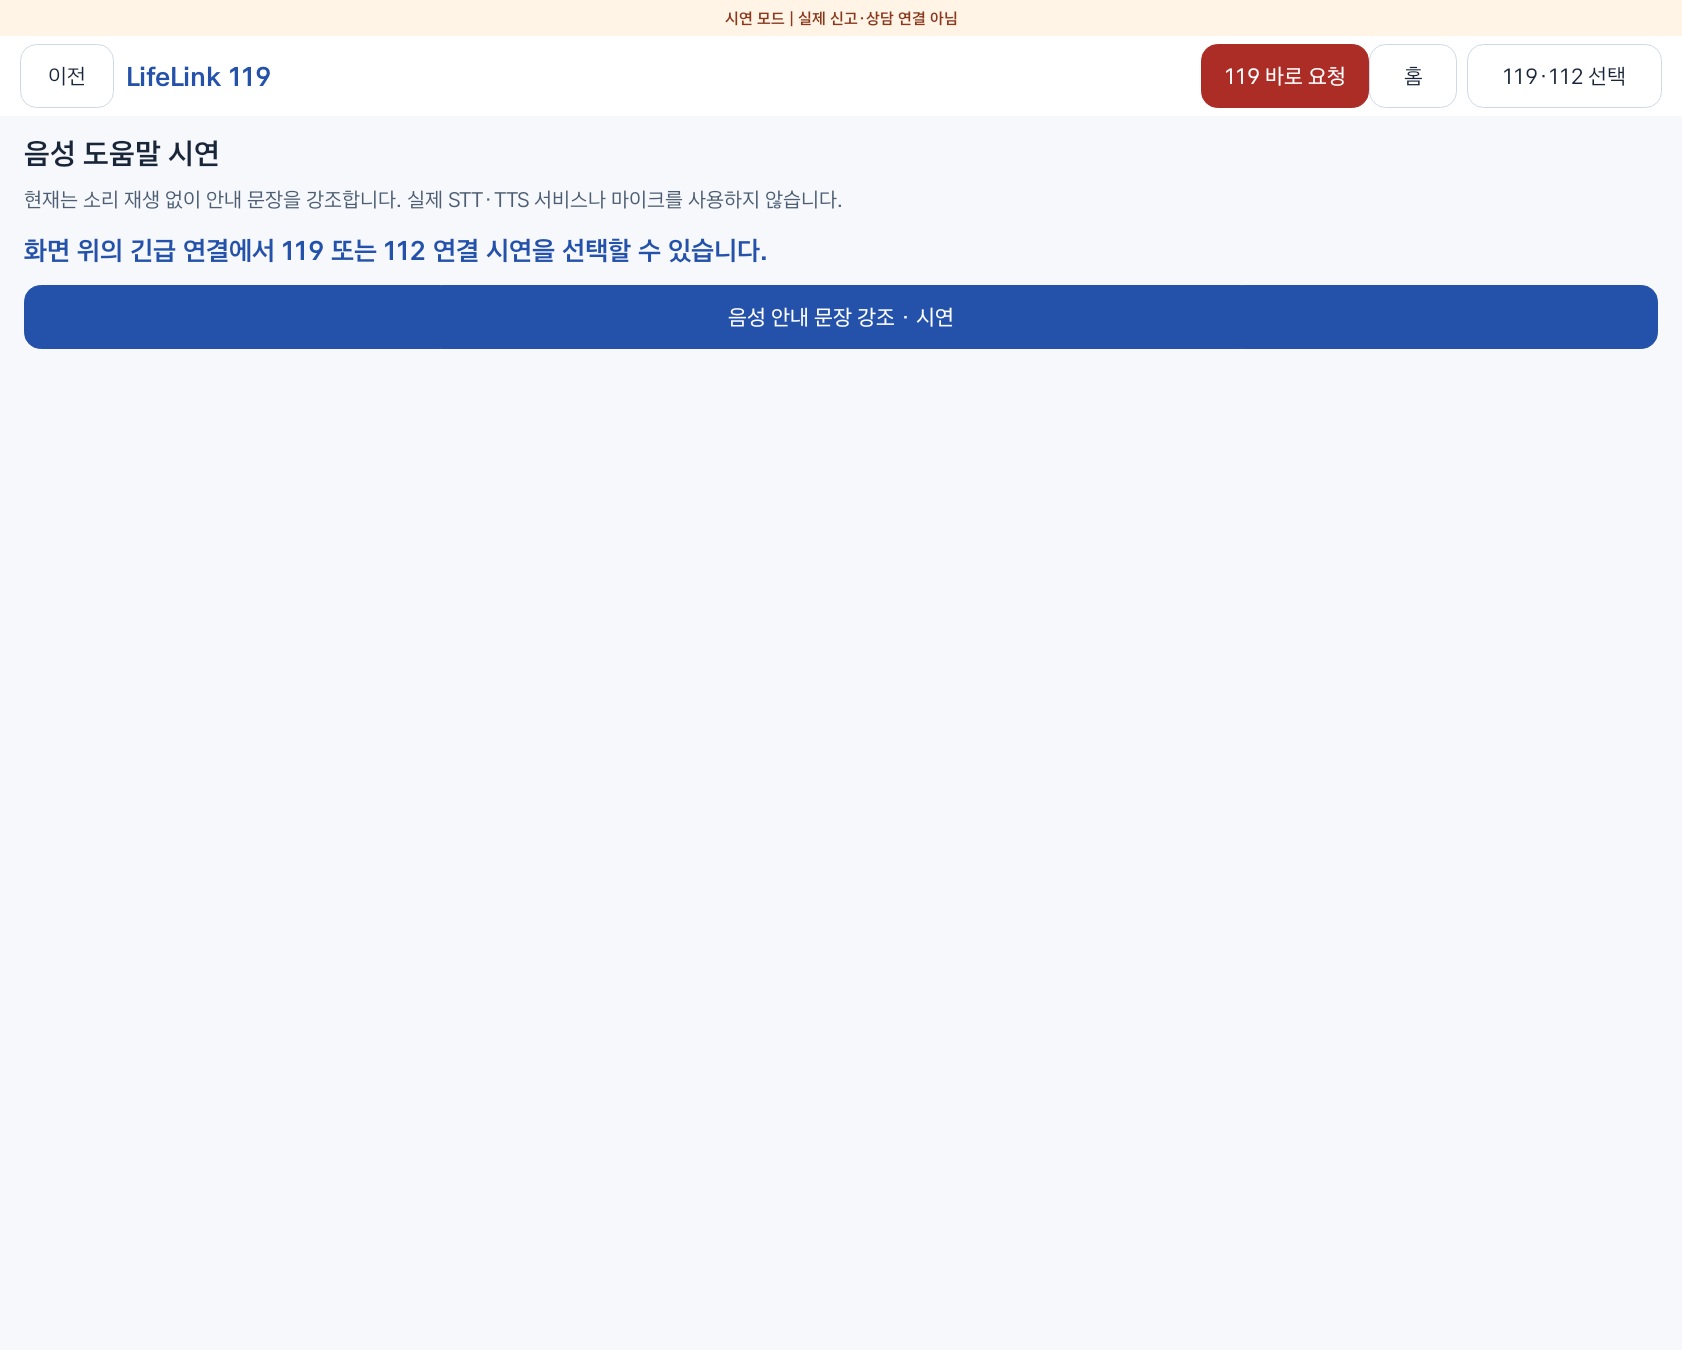 시연 모드 | 실제 신고·상담 연결 아님
이전 LifeLink 119 119 바로 요청 홈 119·112 선택
음성 도움말 시연
현재는 소리 재생 없이 안내 문장을 강조합니다. 실제 STT·TTS 서비스나 마이크를 사용하지 않습니다.
화면 위의 긴급 연결에서 119 또는 112 연결 시연을 선택할 수 있습니다.
음성 안내 문장 강조 · 시연